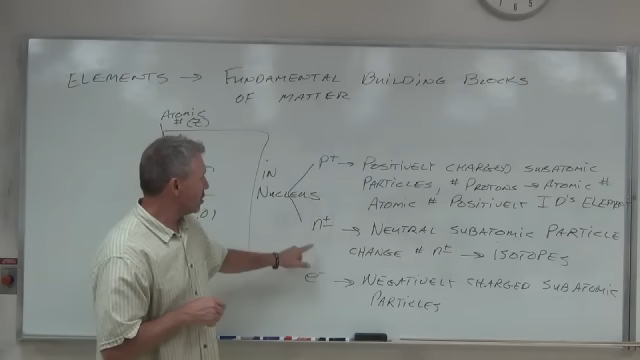 ELEMENTS → FUNDAMENTAL BUILDING BLOCKS
OF MATTER
ATOMIC
# (Z)
IN
NUCLEUS
P+ → POSITIVELY CHARGED SUBATOMIC
PARTICLES, # PROTONS → ATOMIC #
ATOMIC # POSITIVELY ID'S ELEMENT
n± → NEUTRAL SUBATOMIC PARTICLE
CHANGE # n± → ISOTOPES
e- → NEGATIVELY CHARGED SUBATOMIC
PARTICLES